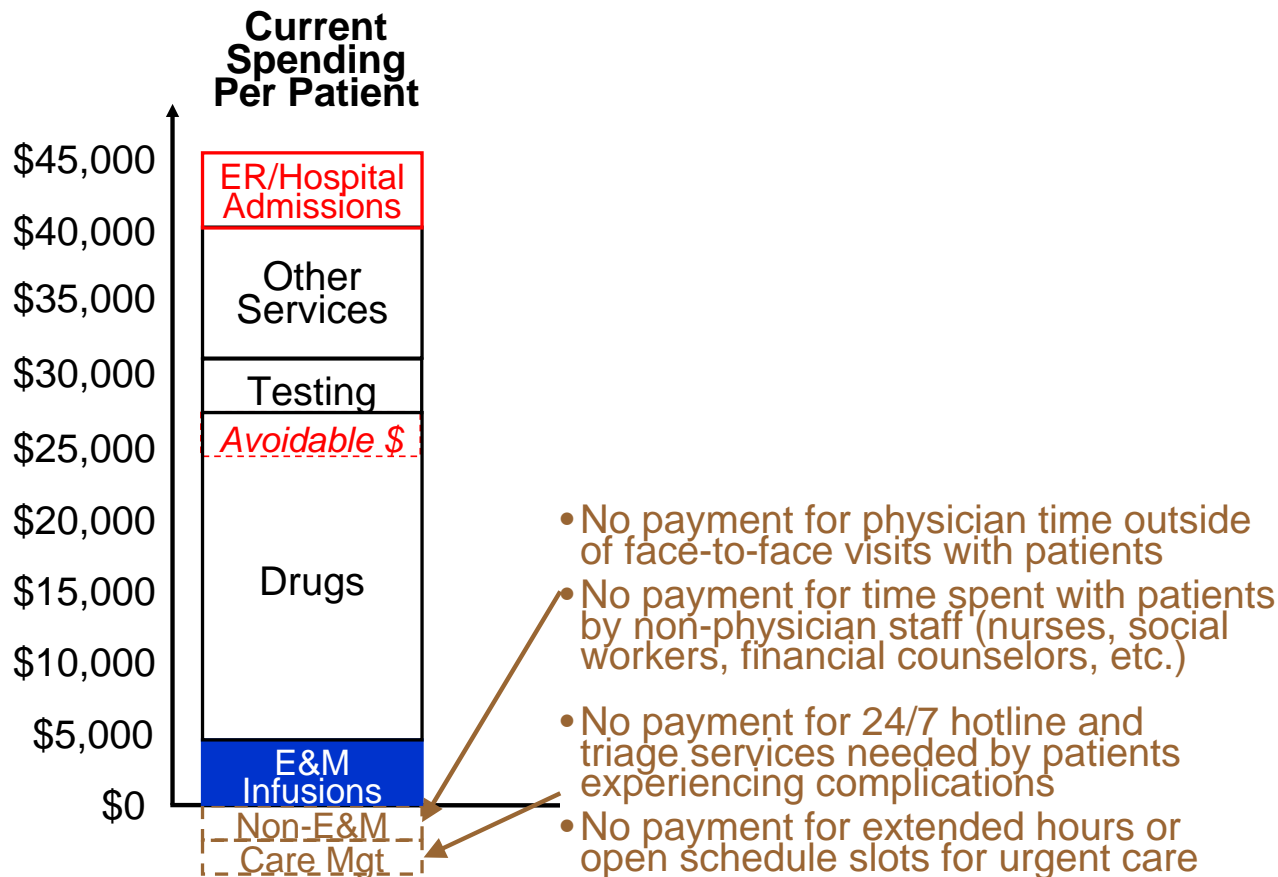 Current
Spending
Per Patient
$45,000
$40,000
$35,000
$30,000
$25,000
$20,000
$15,000
$10,000
$5,000
$0
ER/Hospital
Admissions
Other
Services
Testing
Avoidable $
Drugs
E&M
Infusions
Non-E&M
Care Mgt
•No payment for physician time outside
of face-to-face visits with patients
•No payment for time spent with patients
by non-physician staff (nurses, social
workers, financial counselors, etc.)
•No payment for 24/7 hotline and
triage services needed by patients
experiencing complications
•No payment for extended hours or
open schedule slots for urgent care